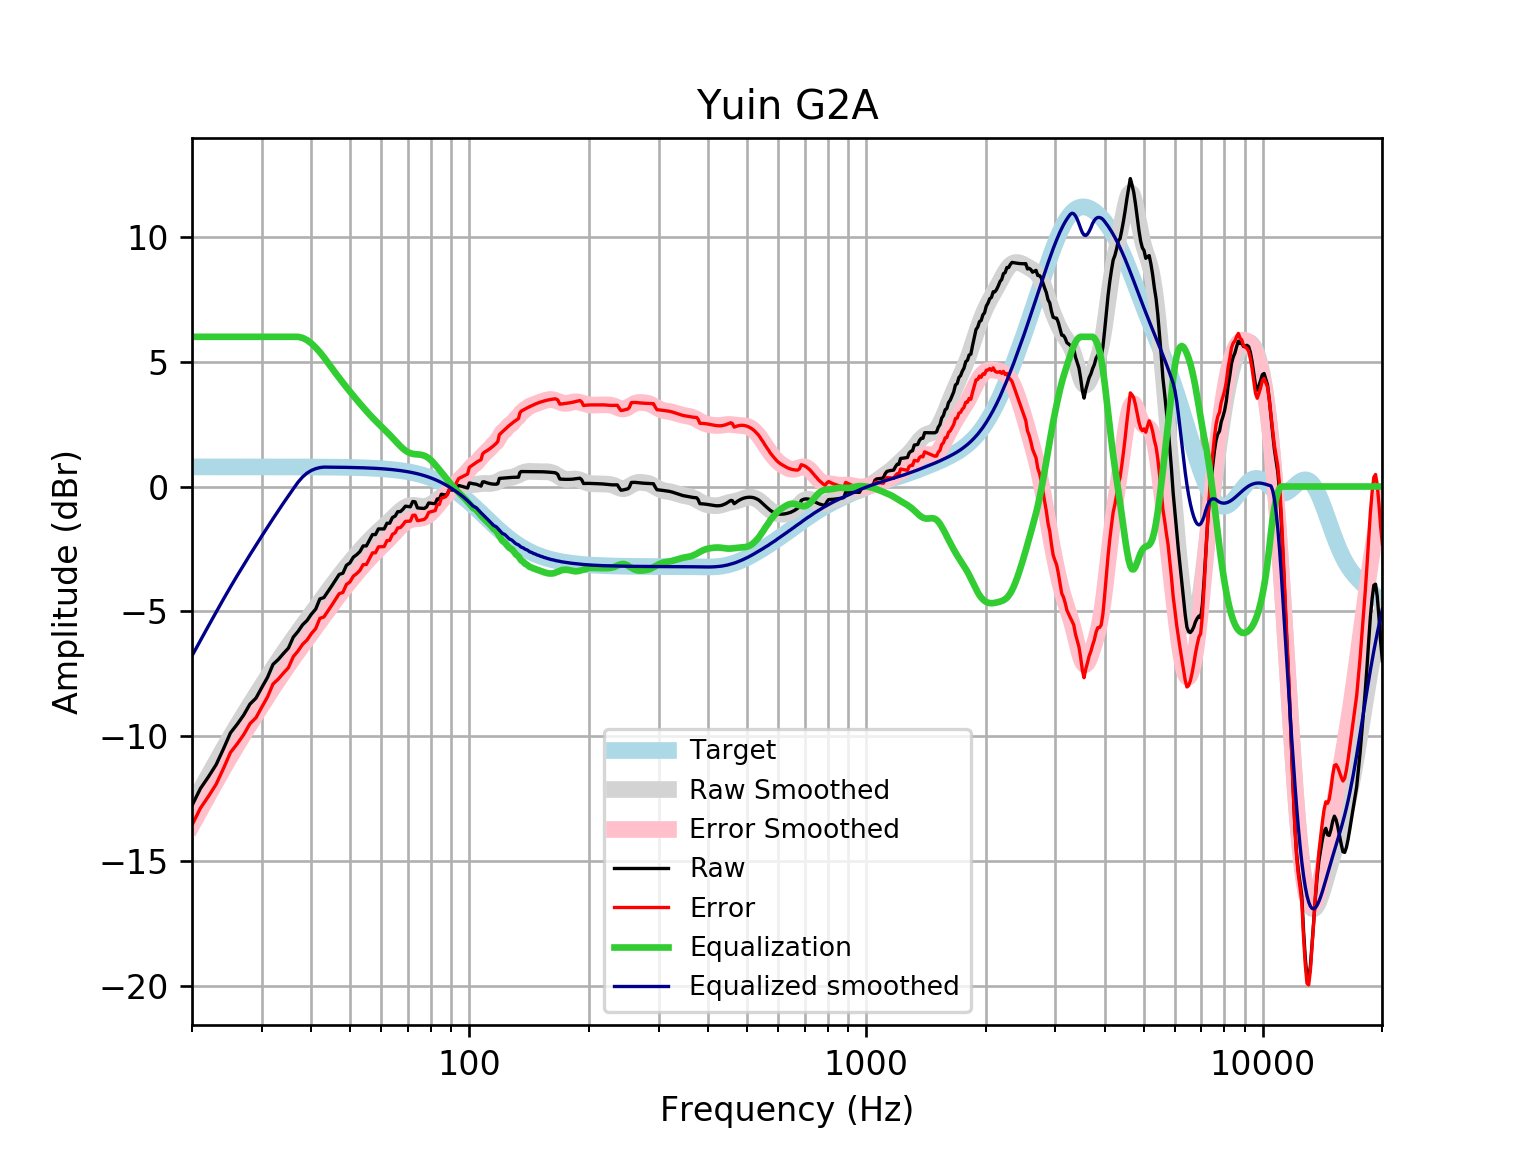 Yuin G2A
Amplitude (dBr)
10
5
0
−5
−10
−15
−20
Target
Raw Smoothed
Error Smoothed
Raw
Error
Equalization
Equalized smoothed
100
1000
10000
Frequency (Hz)